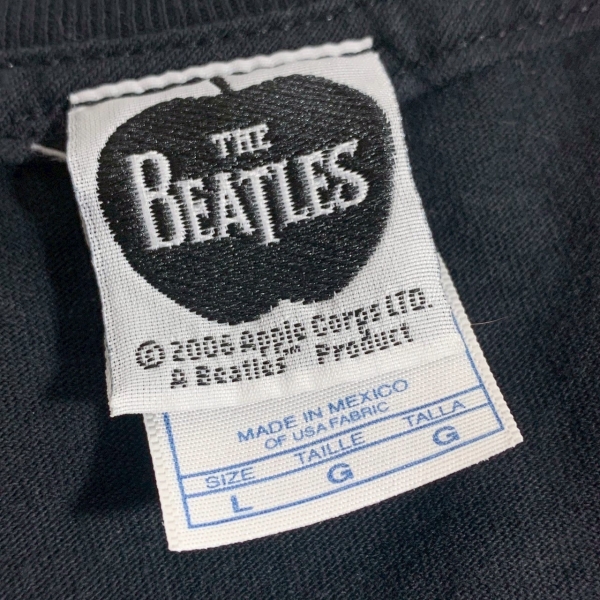 THE
BEATLES
© 2006 Apple Corps LTD.
A Beatles™ Product
MADE IN MEXICO
OF USA FABRIC
SIZE TAILLE TALLA
L G G